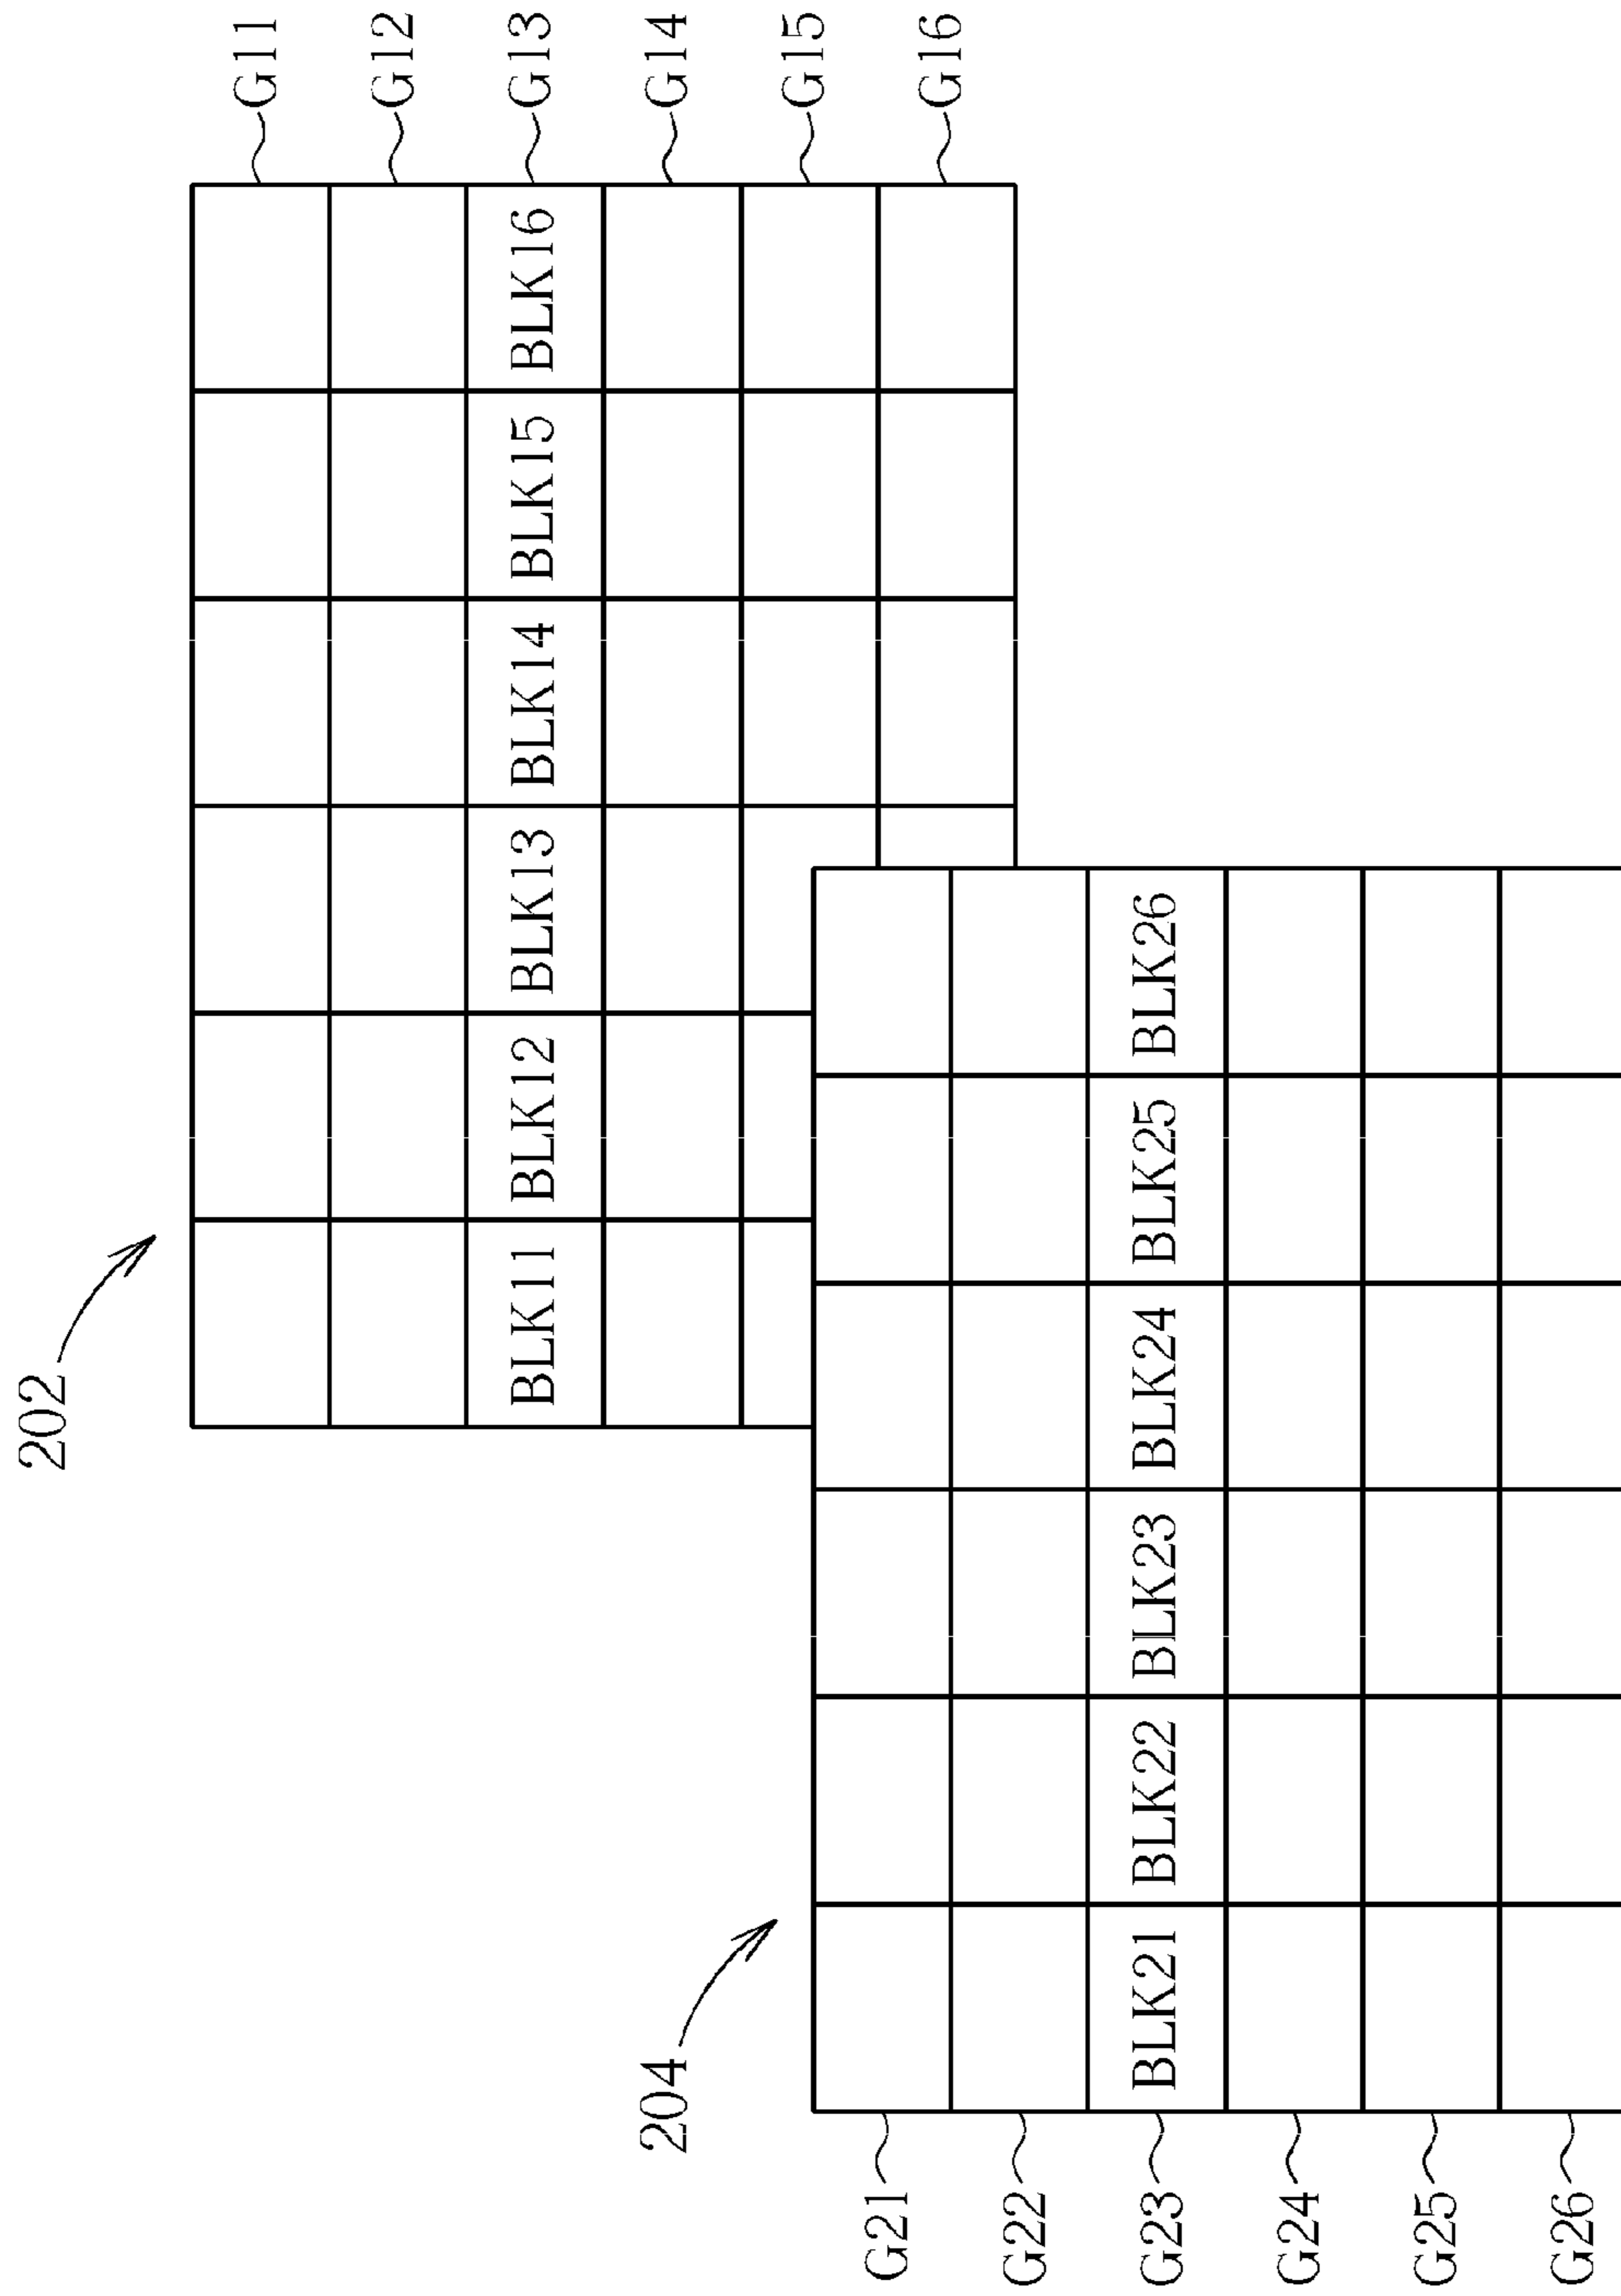 202
G11
G12
BLK11 BLK12 BLK13 BLK14 BLK15 BLK16 G13
G14
G15
G16
204
G21
G22
G23 BLK21 BLK22 BLK23 BLK24 BLK25 BLK26
G24
G25
G26